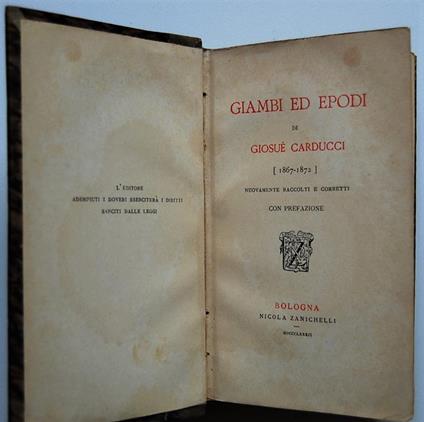 L'EDITORE
ADEMPIUTI I DOVERI ESERCITERÀ I DIRITTI
SANCITI DALLE LEGGI
GIAMBI ED EPODI
DI
GIOSUÈ CARDUCCI
[ 1867-1872 ]
NUOVAMENTE RACCOLTI E CORRETTI
CON PREFAZIONE
BOLOGNA
NICOLA ZANICHELLI
MDCCCLXXXII